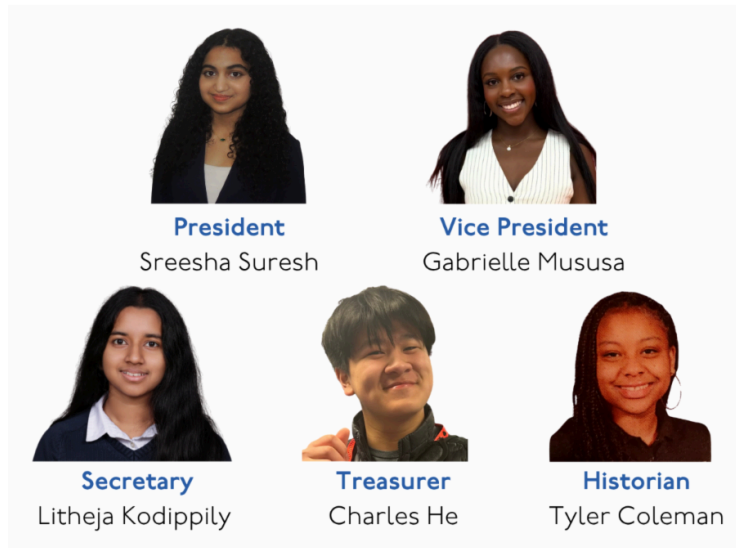 President
Vice President
Sreesha Suresh
Gabrielle Mususa
Secretary
Treasurer
Historian
Litheja Kodippily
Charles He
Tyler Coleman